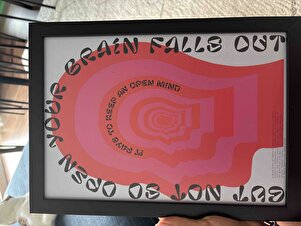 IT PAYS TO KEEP AN OPEN MIND
BUT NOT SO OPEN YOUR BRAIN FALLS OUT